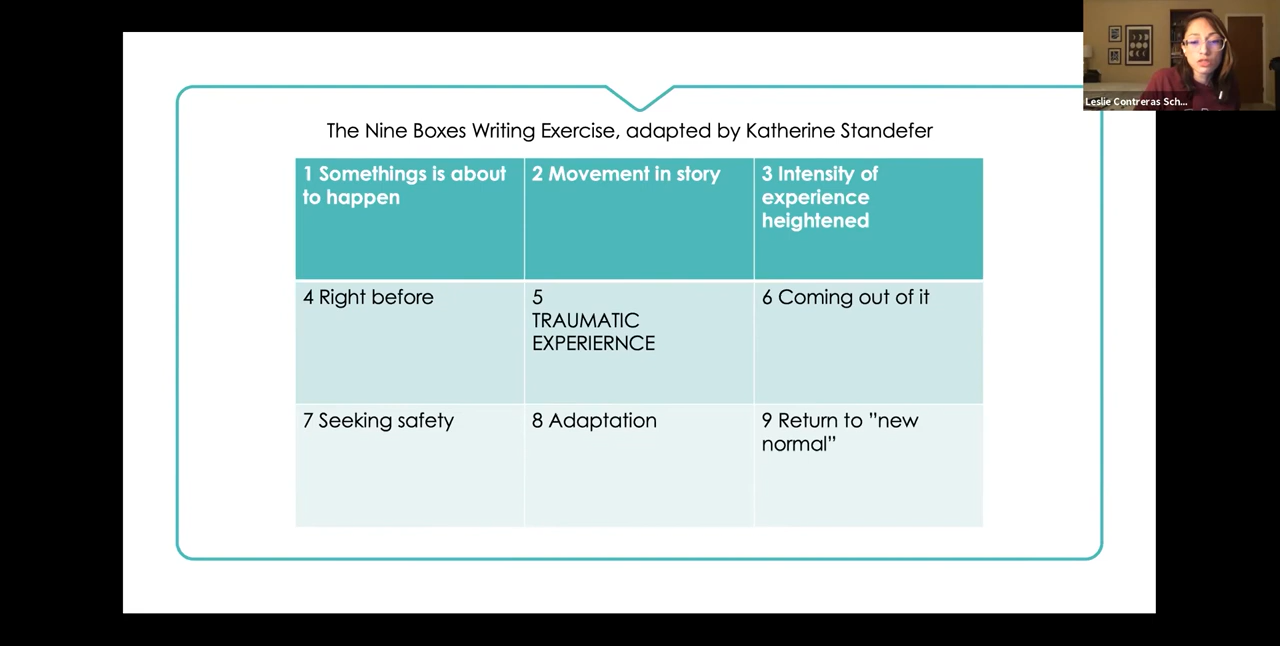 Leslie Contreras Sch...
The Nine Boxes Writing Exercise, adapted by Katherine Standefer
1 Somethings is about
to happen
2 Movement in story
3 Intensity of
experience
heightened
4 Right before
5
TRAUMATIC
EXPERIERNCE
6 Coming out of it
7 Seeking safety
8 Adaptation
9 Return to ”new
normal”